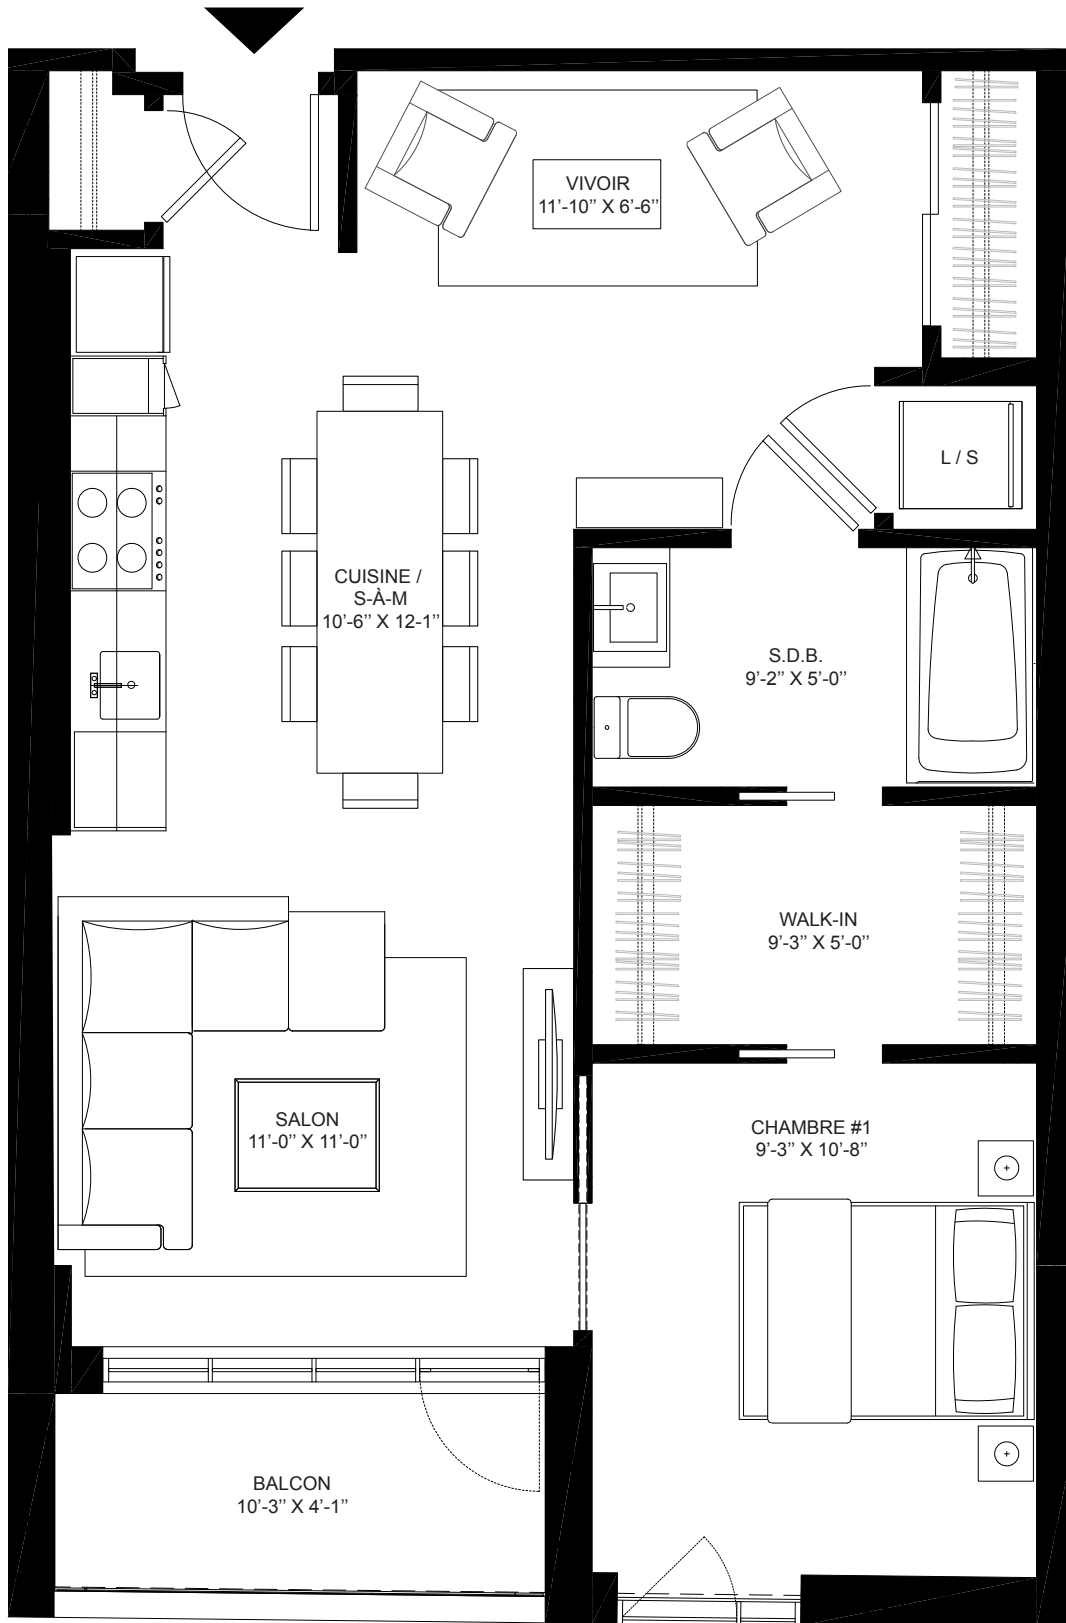 VIVOIR
11'-10" X 6'-6"
L / S
CUISINE /
S-À-M
10'-6" X 12-1"
S.D.B.
9'-2" X 5'-0"
WALK-IN
9'-3" X 5'-0"
SALON
11'-0" X 11'-0"
CHAMBRE #1
9'-3" X 10'-8"
BALCON
10'-3" X 4'-1"